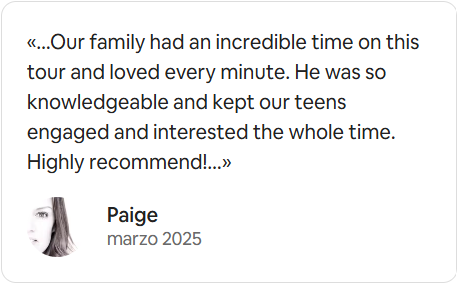 «...Our family had an incredible time on this
tour and loved every minute. He was so
knowledgeable and kept our teens
engaged and interested the whole time.
Highly recommend!...»
Paige
marzo 2025